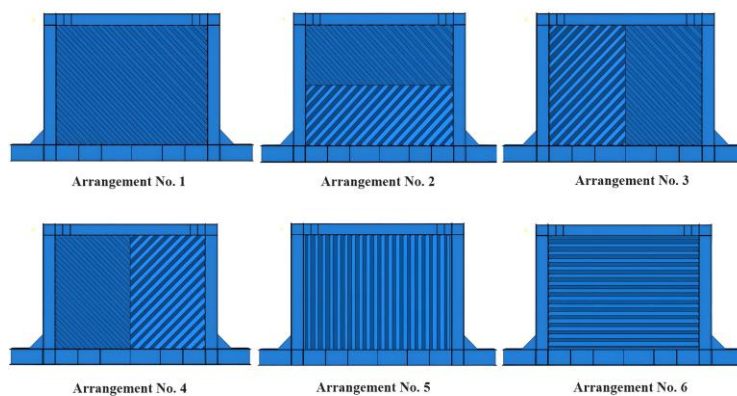 Arrangement No. 1
Arrangement No. 2
Arrangement No. 3
Arrangement No. 4
Arrangement No. 5
Arrangement No. 6